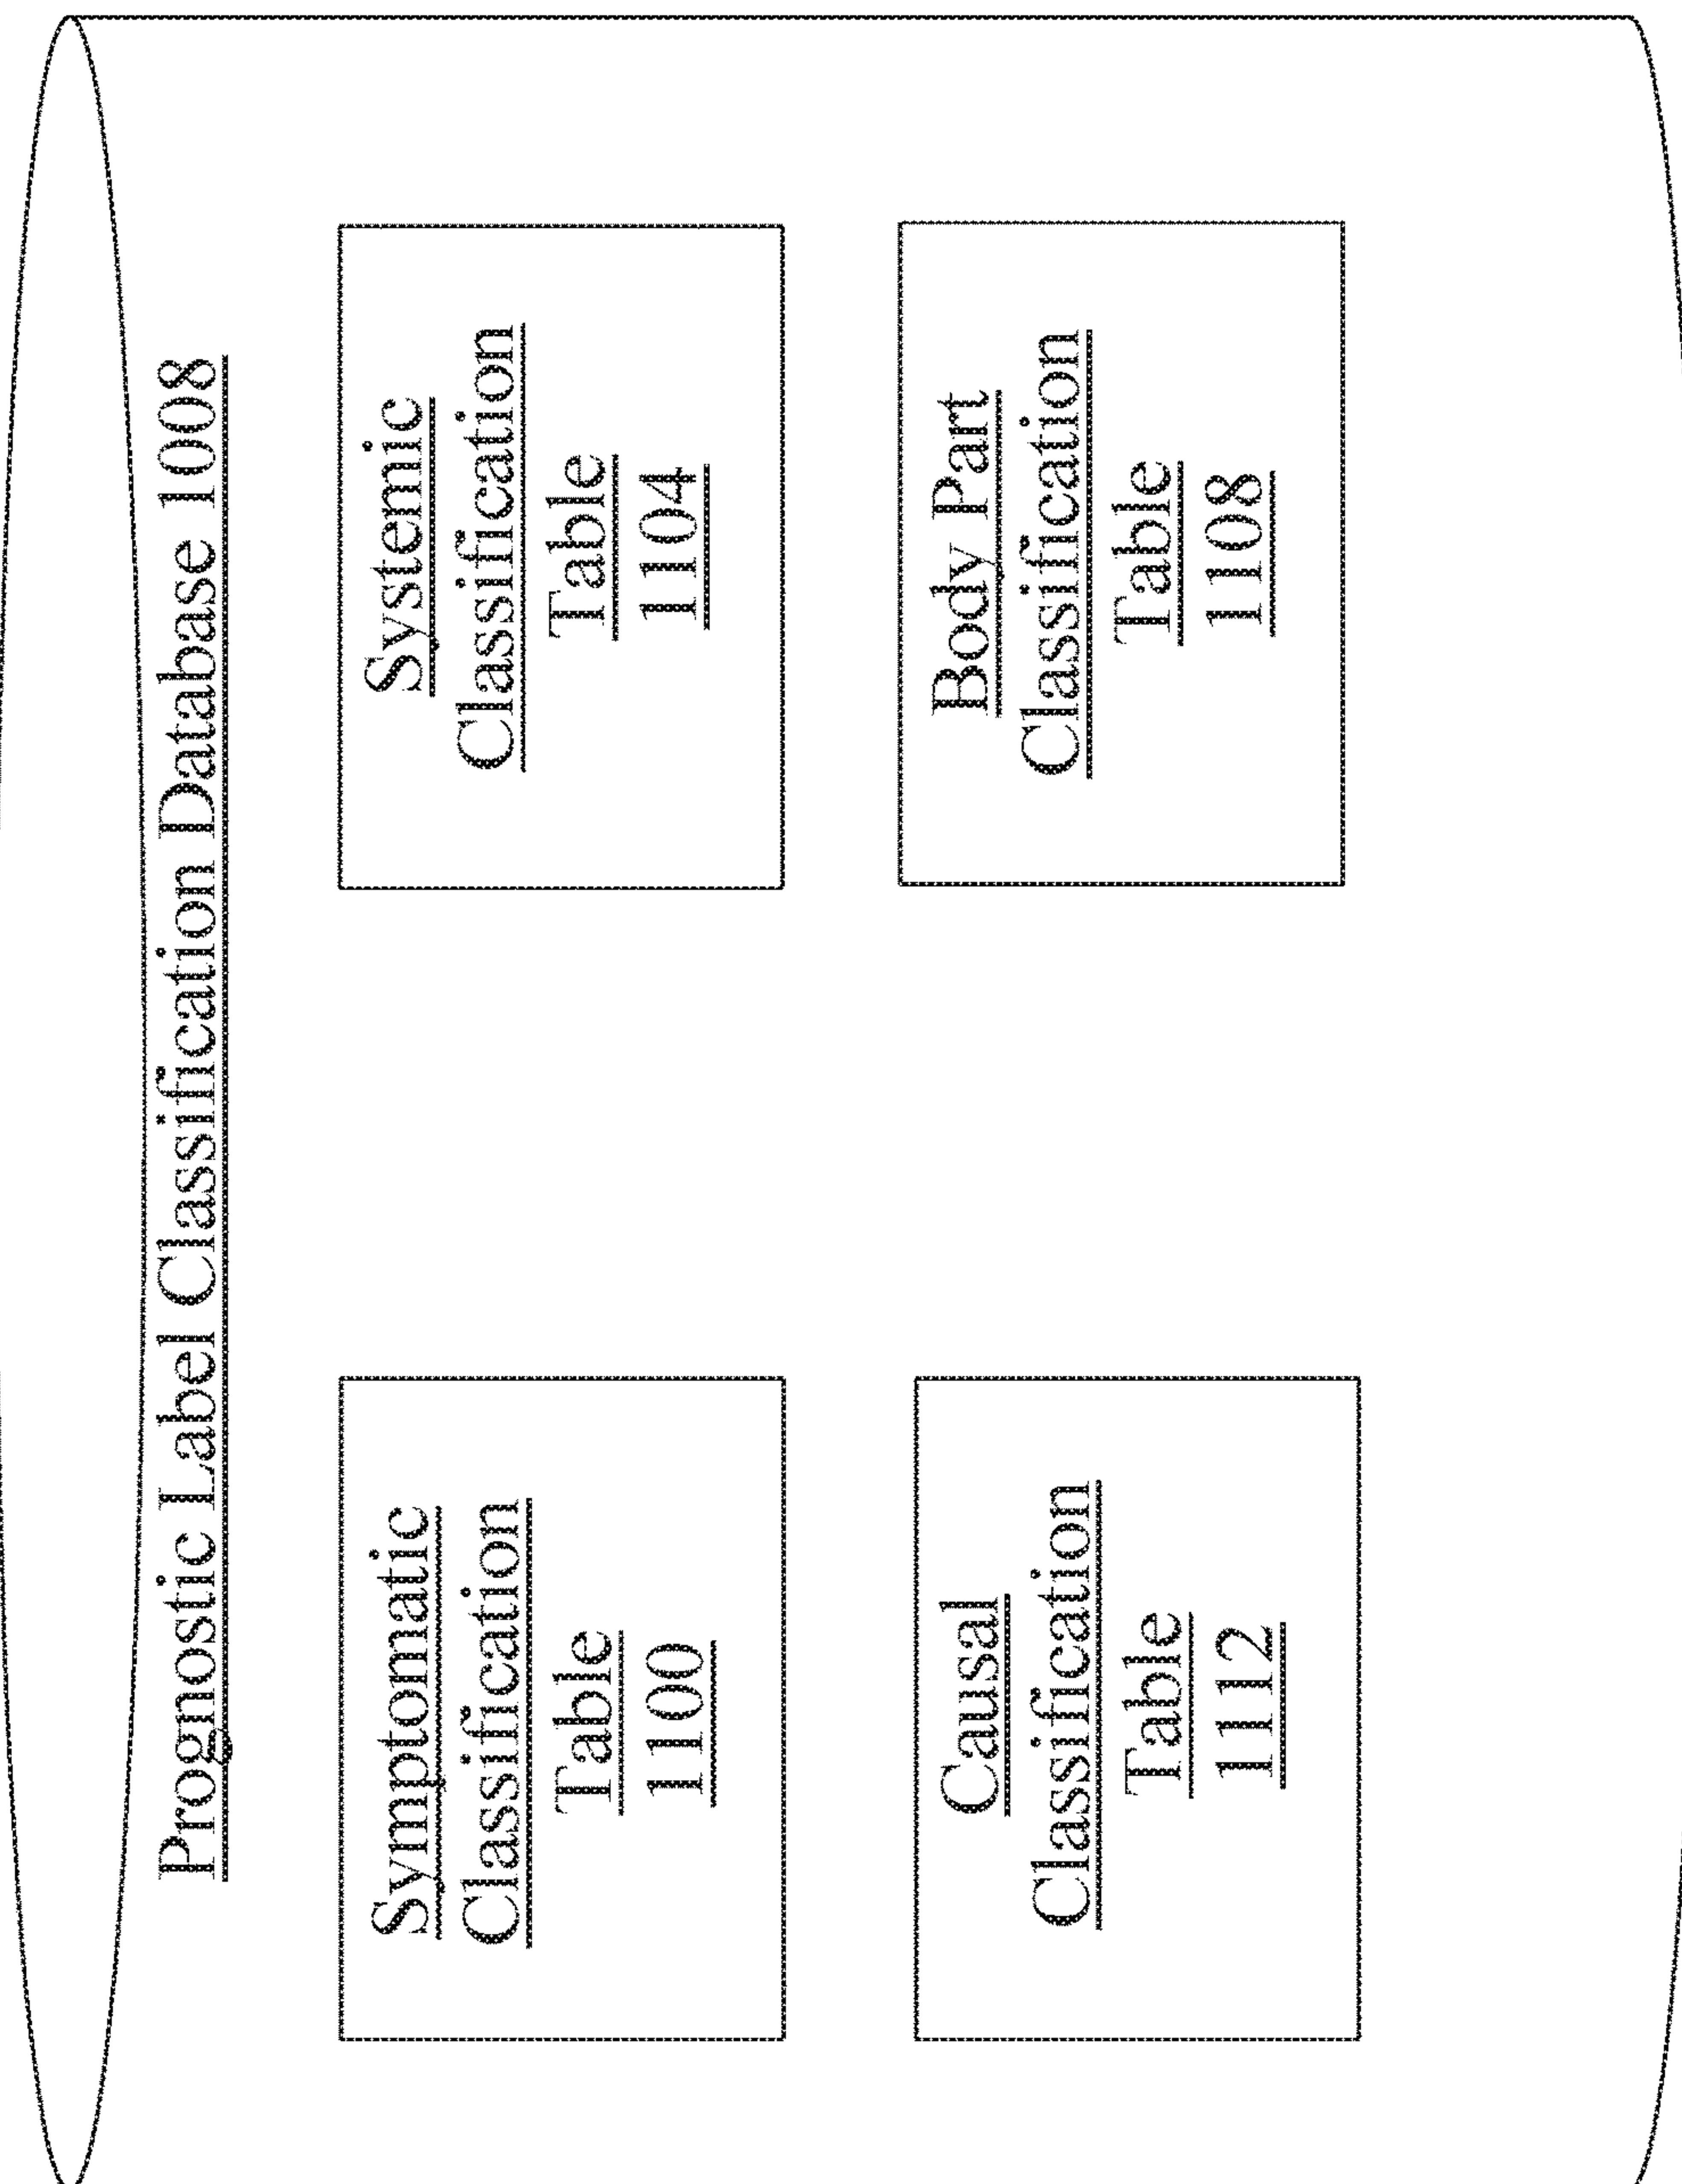 Prognostic Label Classification Database 1008
Symptomatic
Classification
Table
1100
Systemic
Classification
Table
1104
Causal
Classification
Table
1112
Body Part
Classification
Table
1108